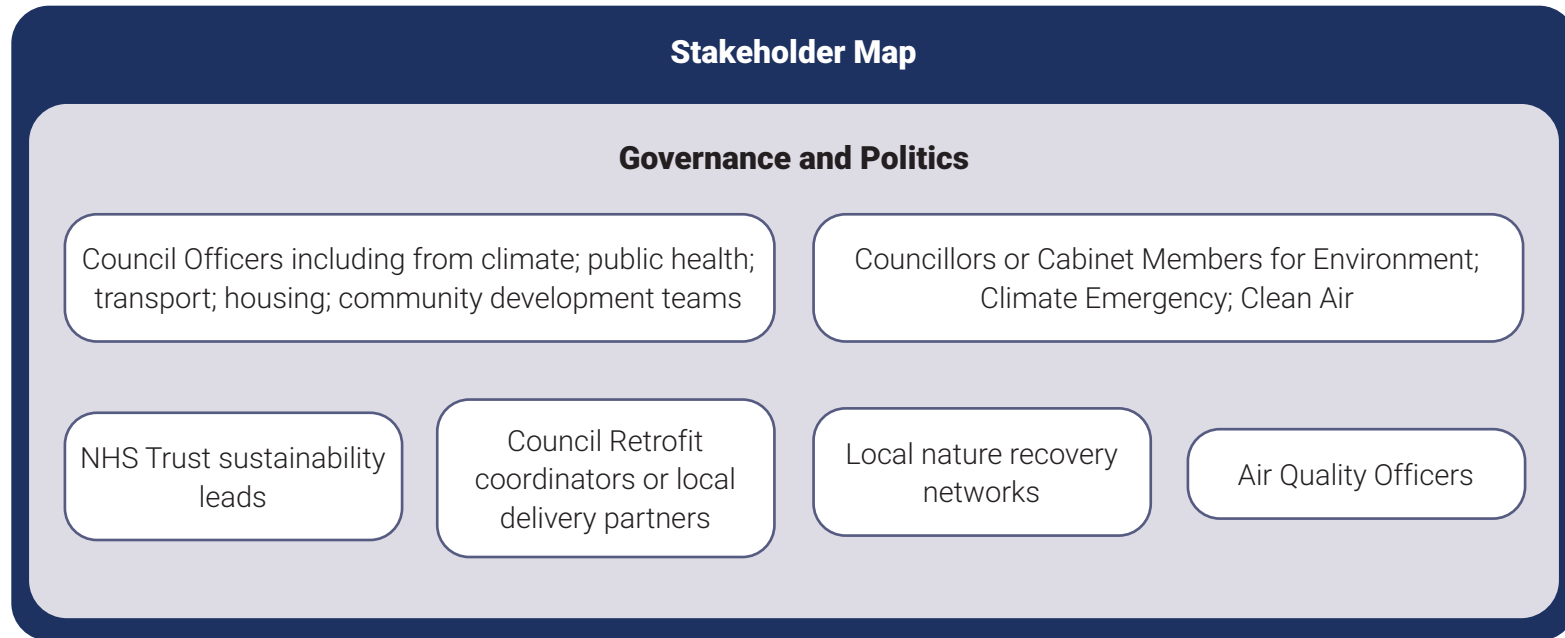 Stakeholder Map
Governance and Politics
Council Officers including from climate; public health;
transport; housing; community development teams
Councillors or Cabinet Members for Environment;
Climate Emergency; Clean Air
NHS Trust sustainability
leads
Council Retrofit
coordinators or local
delivery partners
Local nature recovery
networks
Air Quality Officers